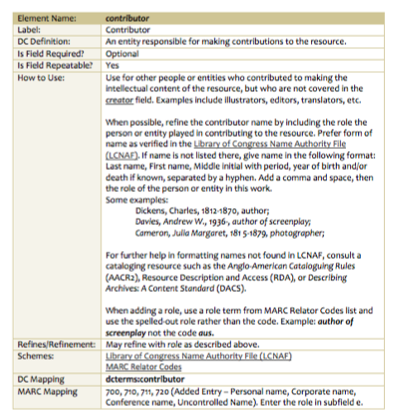 Element Name: contributor
Label: Contributor
DC Definition: An entity responsible for making contributions to the resource.
Is Field Required? Optional
Is Field Repeatable? Yes
How to Use: Use for other people or entities who contributed to making the
intellectual content of the resource, but who are not covered in the
creator field. Examples include illustrators, editors, translators, etc.
When possible, refine the contributor name by including the role the
person or entity played in contributing to the resource. Prefer form of
name as verified in the Library of Congress Name Authority File
(LCNAF). If name is not listed there, give name in the following format:
Last name, First name, Middle initial with period, year of birth and/or
death if known, separated by a hyphen. Add a comma and space, then
the role of the person or entity in this work.
Some examples:
Dickens, Charles, 1812-1870, author;
Davies, Andrew W., 1936-, author of screenplay;
Cameron, Julia Margaret, 181 5-1879, photographer;
For further help in formatting names not found in LCNAF, consult a
cataloging resource such as the Anglo-American Cataloguing Rules
(AACR2), Resource Description and Access (RDA), or Describing
Archives: A Content Standard (DACS).
When adding a role, use a role term from MARC Relator Codes list and
use the spelled-out role rather than the code. Example: author of
screenplay not the code aus.
Refines/Refinement: May refine with role as described above.
Schemes: Library of Congress Name Authority File (LCNAF)
MARC Relator Codes
DC Mapping dcterms:contributor
MARC Mapping 700, 710, 711, 720 (Added Entry – Personal name, Corporate name,
Conference name, Uncontrolled Name). Enter the role in subfield e.